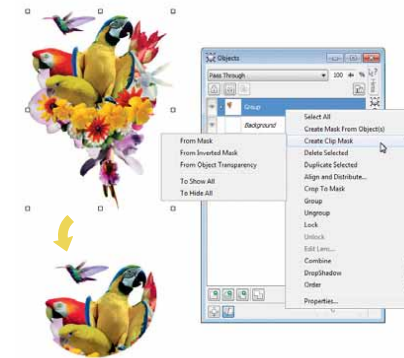 Objects
Pass Through
100
%
Group
Background
Select All
Create Mask From Object(s)
Create Clip Mask
Delete Selected
Duplicate Selected
Align and Distribute...
Crop To Mask
Group
Ungroup
Lock
Unlock
Edit Lens...
Combine
DropShadow
Order
Properties...
From Mask
From Inverted Mask
From Object Transparency
To Show All
To Hide All